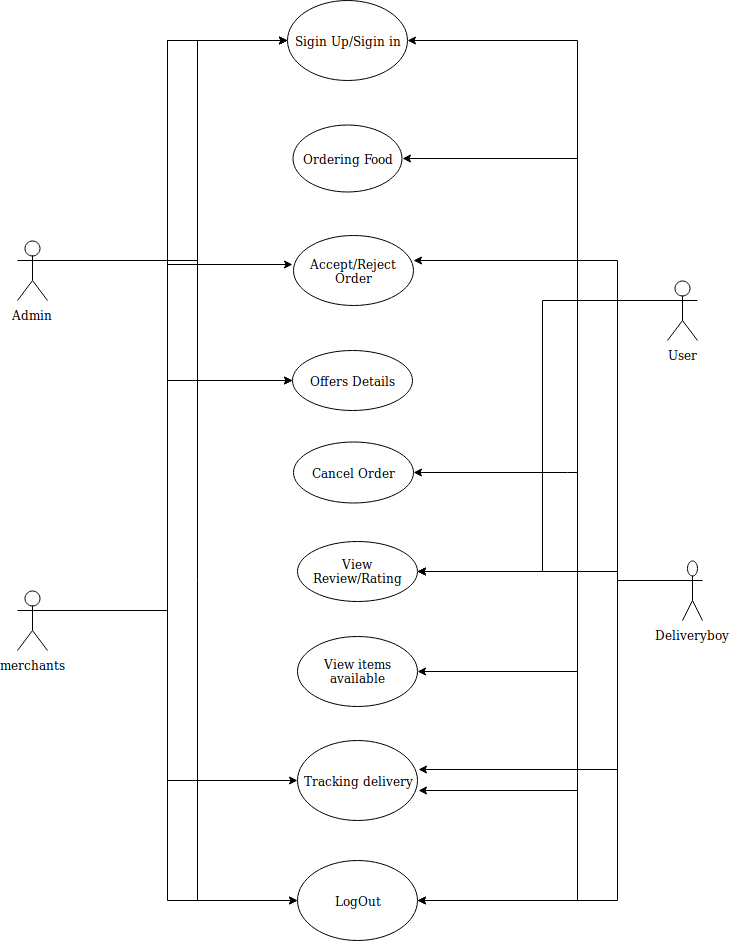 Sigin Up/Sigin in
Ordering Food
Accept/Reject
Order
Admin
User
Offers Details
Cancel Order
View
Review/Rating
Deliveryboy
merchants
View items
available
Tracking delivery
LogOut